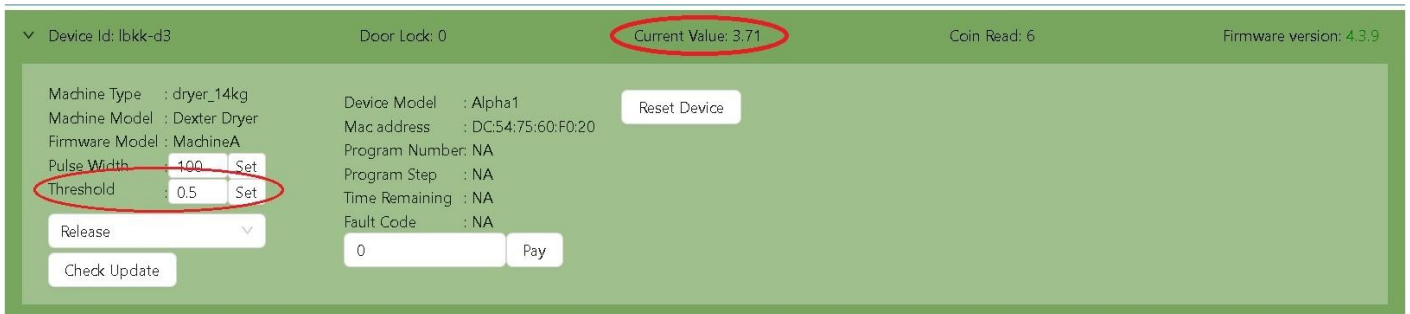 Device Id: lbkk-d3 Door Lock: 0 Current Value: 3.71 Coin Read: 6 Firmware version: 4.3.9
Machine Type : dryer_14kg
Machine Model : Dexter Dryer
Firmware Model : MachineA
Pulse Width : 100 Set
Threshold : 0.5 Set
Release
Check Update
Device Model : Alpha1
Mac address : DC:54:75:60:F0:20
Program Number: NA
Program Step : NA
Time Remaining : NA
Fault Code : NA
0 Pay
Reset Device